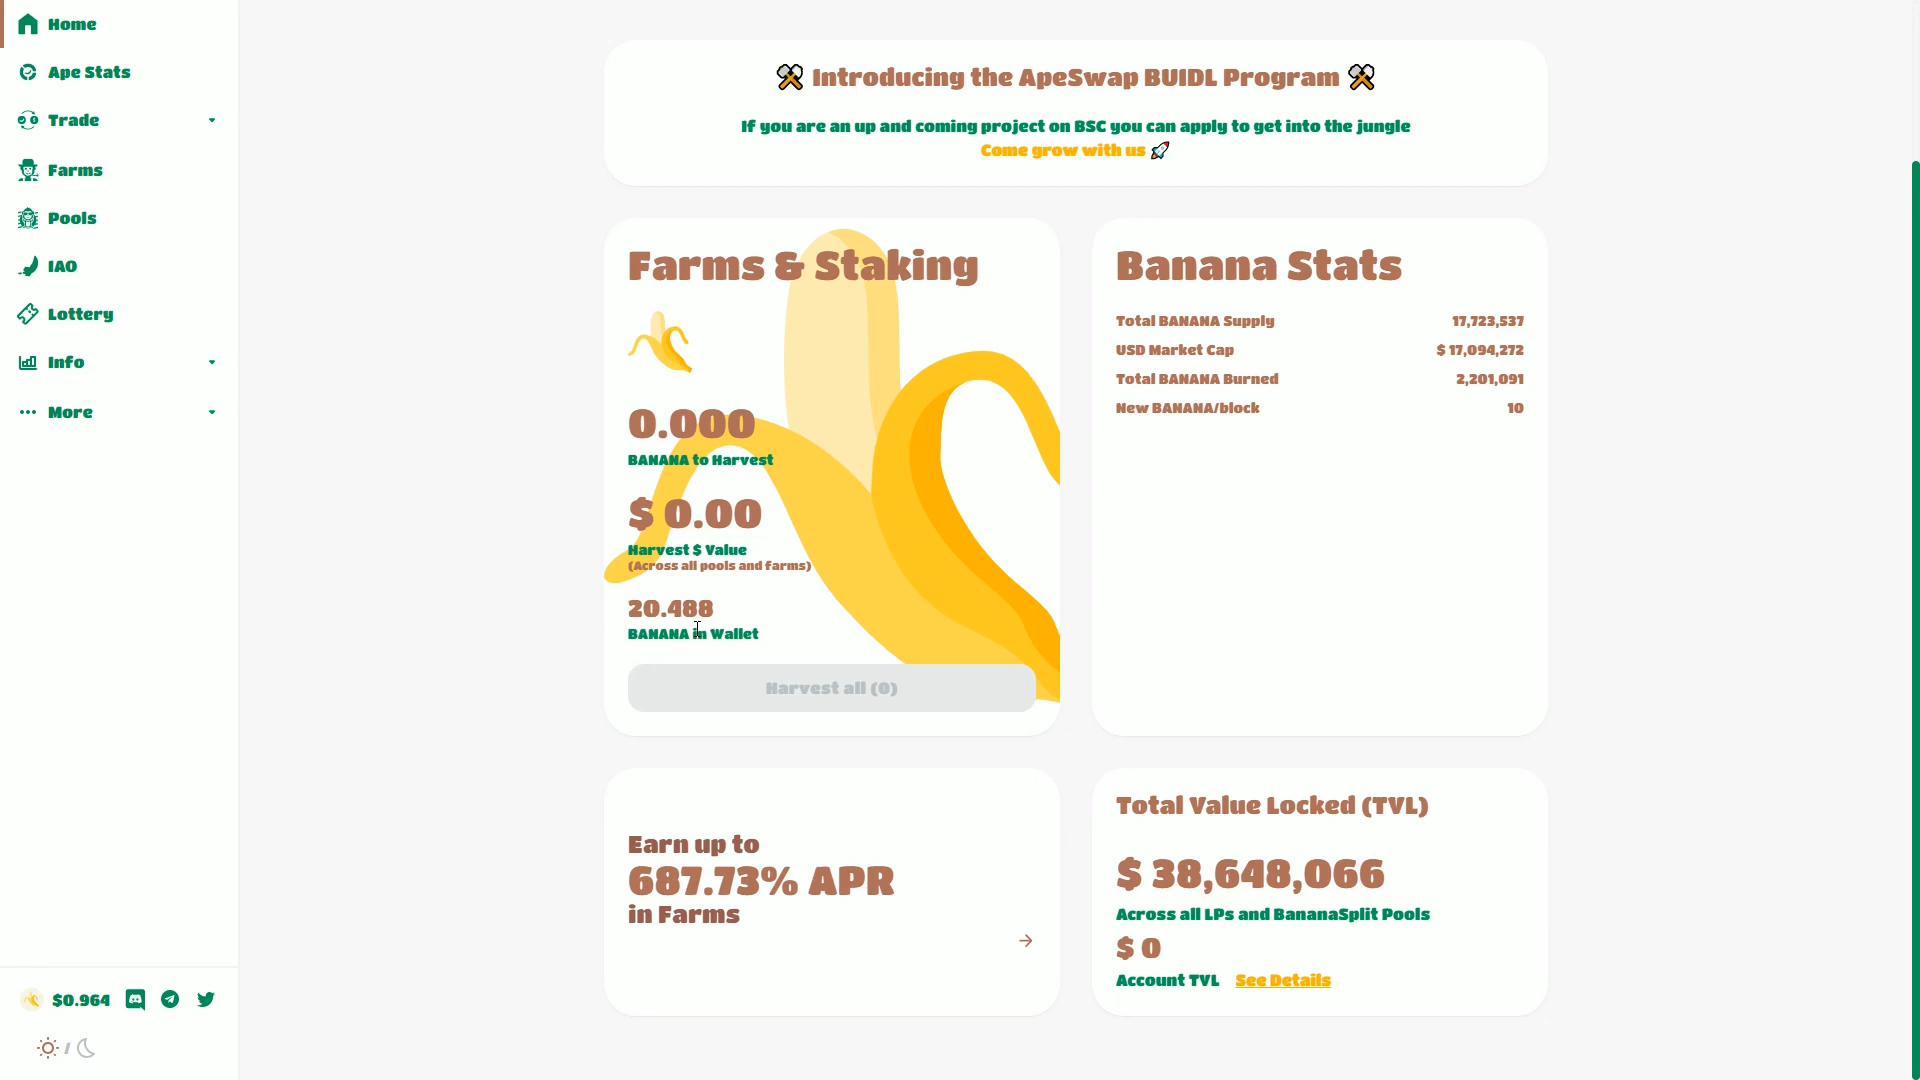 Home
Ape Stats
Trade
Farms
Pools
IAO
Lottery
Info
More
$0.964
/
Introducing the ApeSwap BUIDL Program
If you are an up and coming project on BSC you can apply to get into the jungle
Come grow with us
Farms & Staking
0.000
BANANA to Harvest
$ 0.00
Harvest $ Value
(Across all pools and farms)
20.488
BANANA in Wallet
Harvest all (0)
Banana Stats
Total BANANA Supply 17,723,537
USD Market Cap $ 17,094,272
Total BANANA Burned 2,201,091
New BANANA/block 10
Earn up to
687.73% APR
in Farms
Total Value Locked (TVL)
$ 38,648,066
Across all LPs and BananaSplit Pools
$ 0
Account TVL See Details